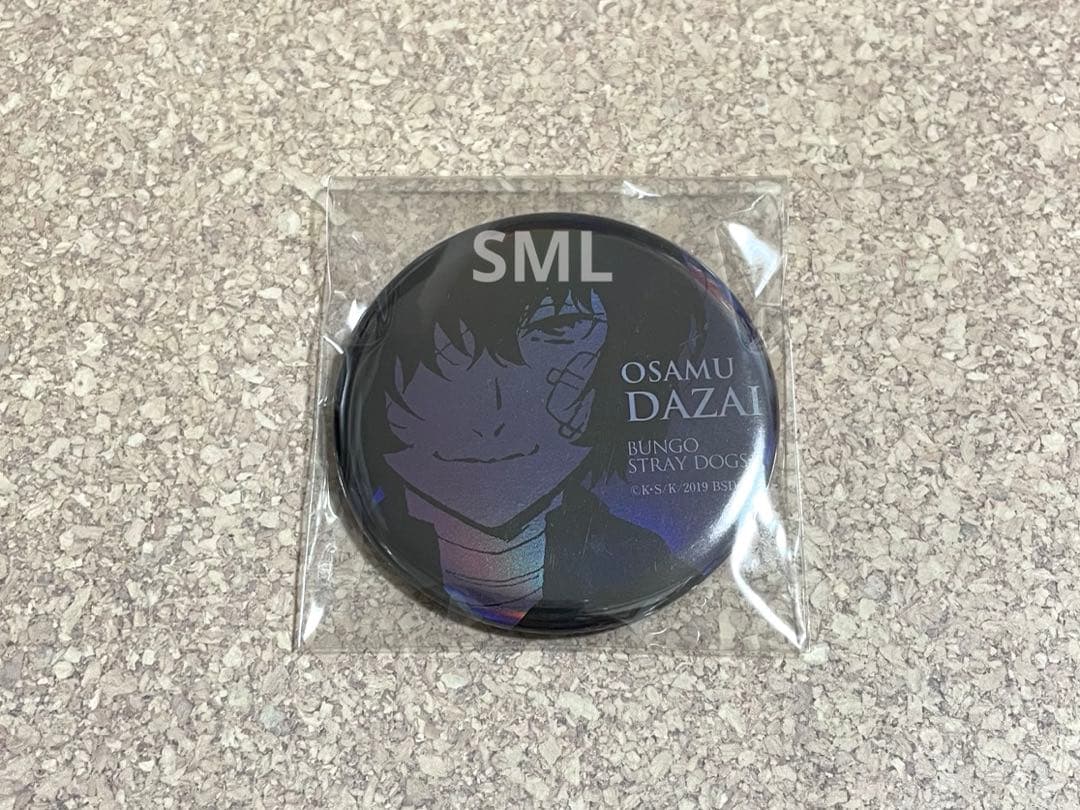 SML
OSAMU
DAZAI
BUNGO
STRAY DOGS
©K・S/K/2019 BSD